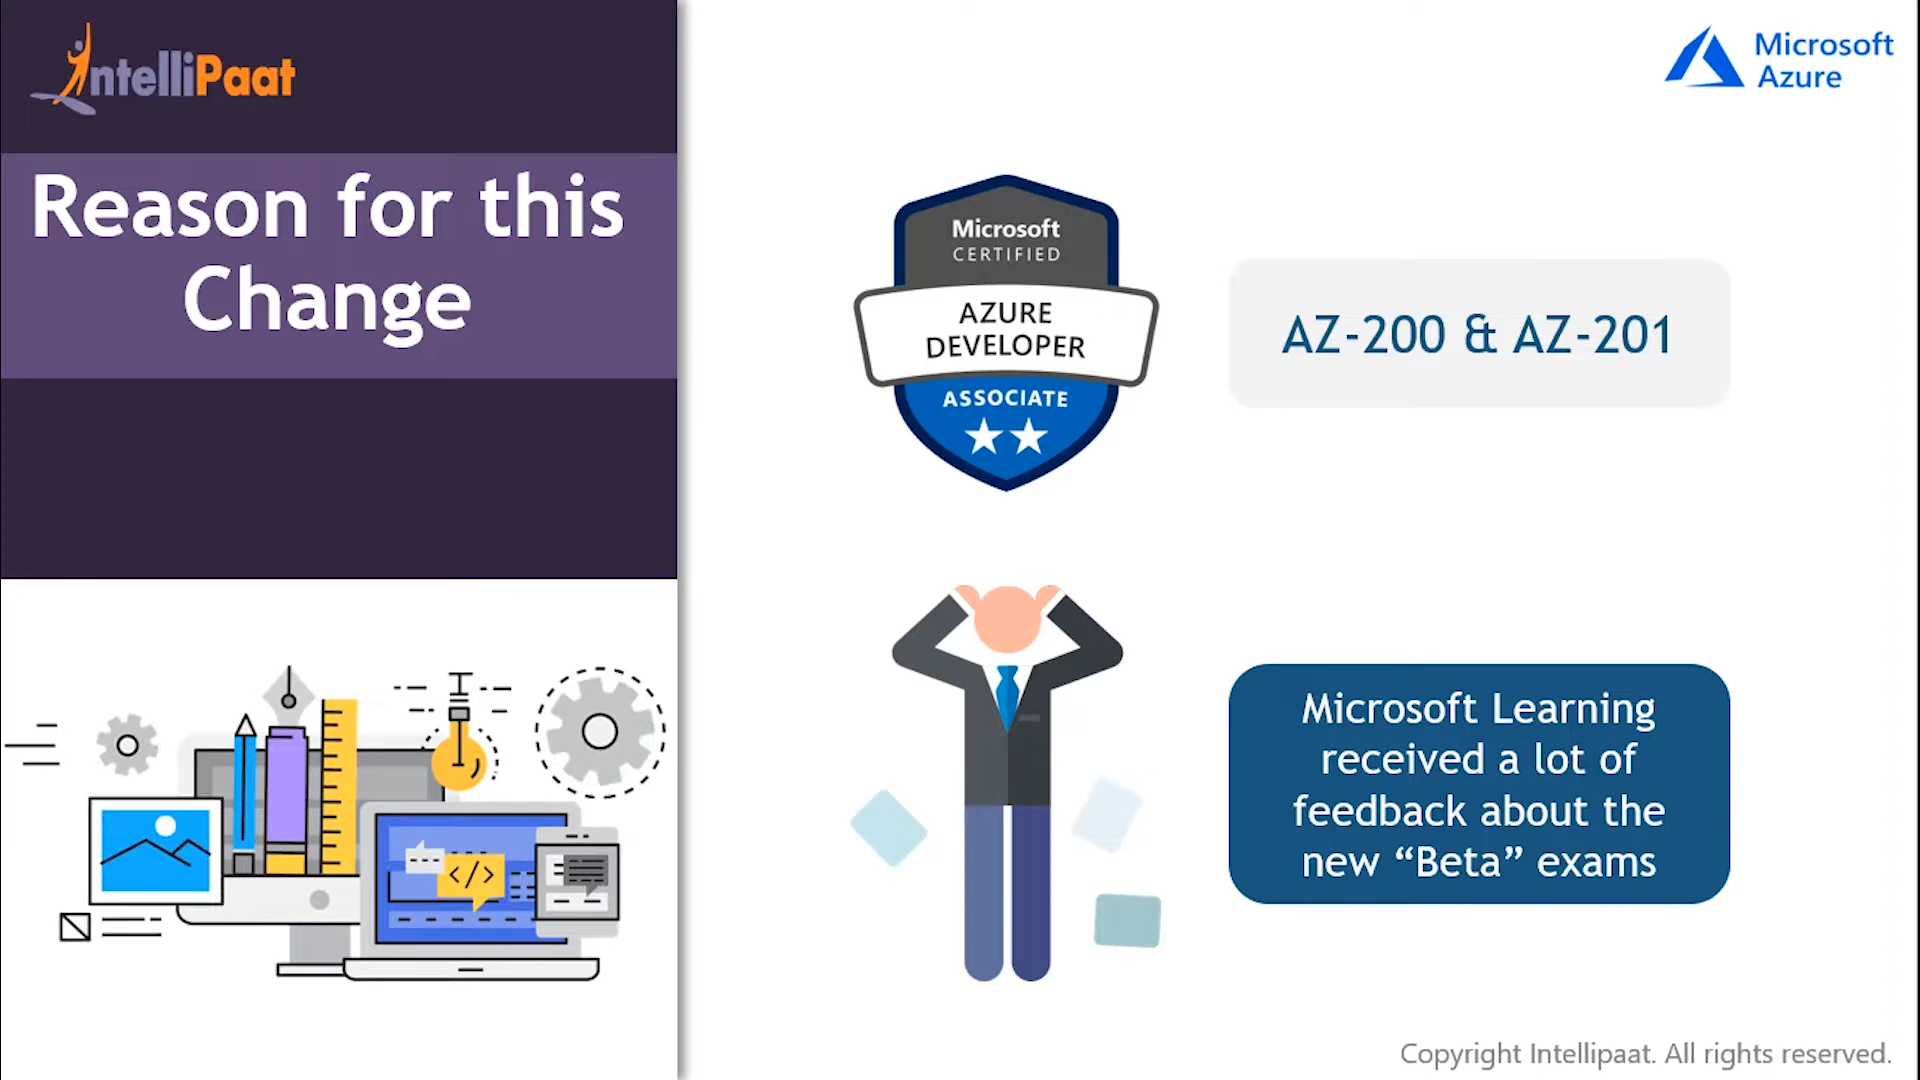 IntelliPaat
Reason for this
Change
Microsoft
Azure
Microsoft
CERTIFIED
AZURE
DEVELOPER
ASSOCIATE
AZ-200 & AZ-201
</>
Microsoft Learning
received a lot of
feedback about the
new “Beta” exams
Copyright Intellipaat. All rights reserved.